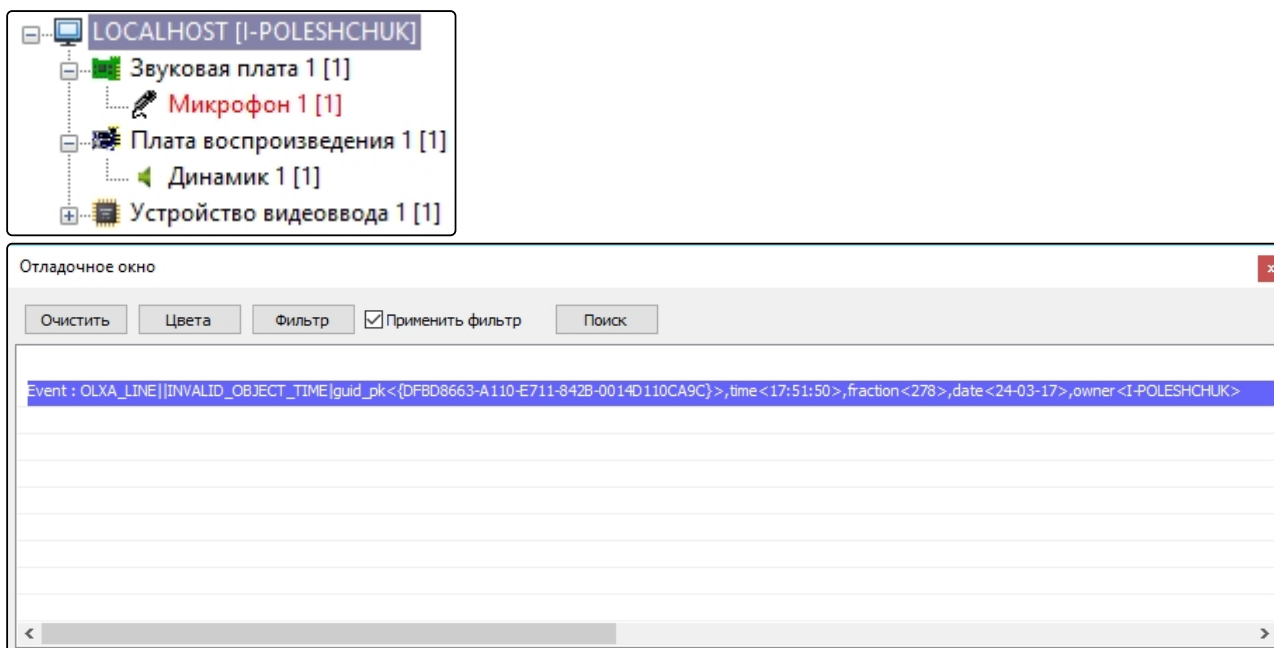 LOCALHOST [I-POLESHCHUK]
Звуковая плата 1 [1]
Микрофон 1 [1]
Плата воспроизведения 1 [1]
Динамик 1 [1]
Устройство видеоввода 1 [1]
Отладочное окно
Очистить Цвета Фильтр Применить фильтр Поиск
Event : OLXA_LINE||INVALID_OBJECT_TIME|guid_pk<{DFBD8663-A110-E711-842B-0014D110CA9C}>,time<17:51:50>,fraction<278>,date<24-03-17>,owner<I-POLESHCHUK>